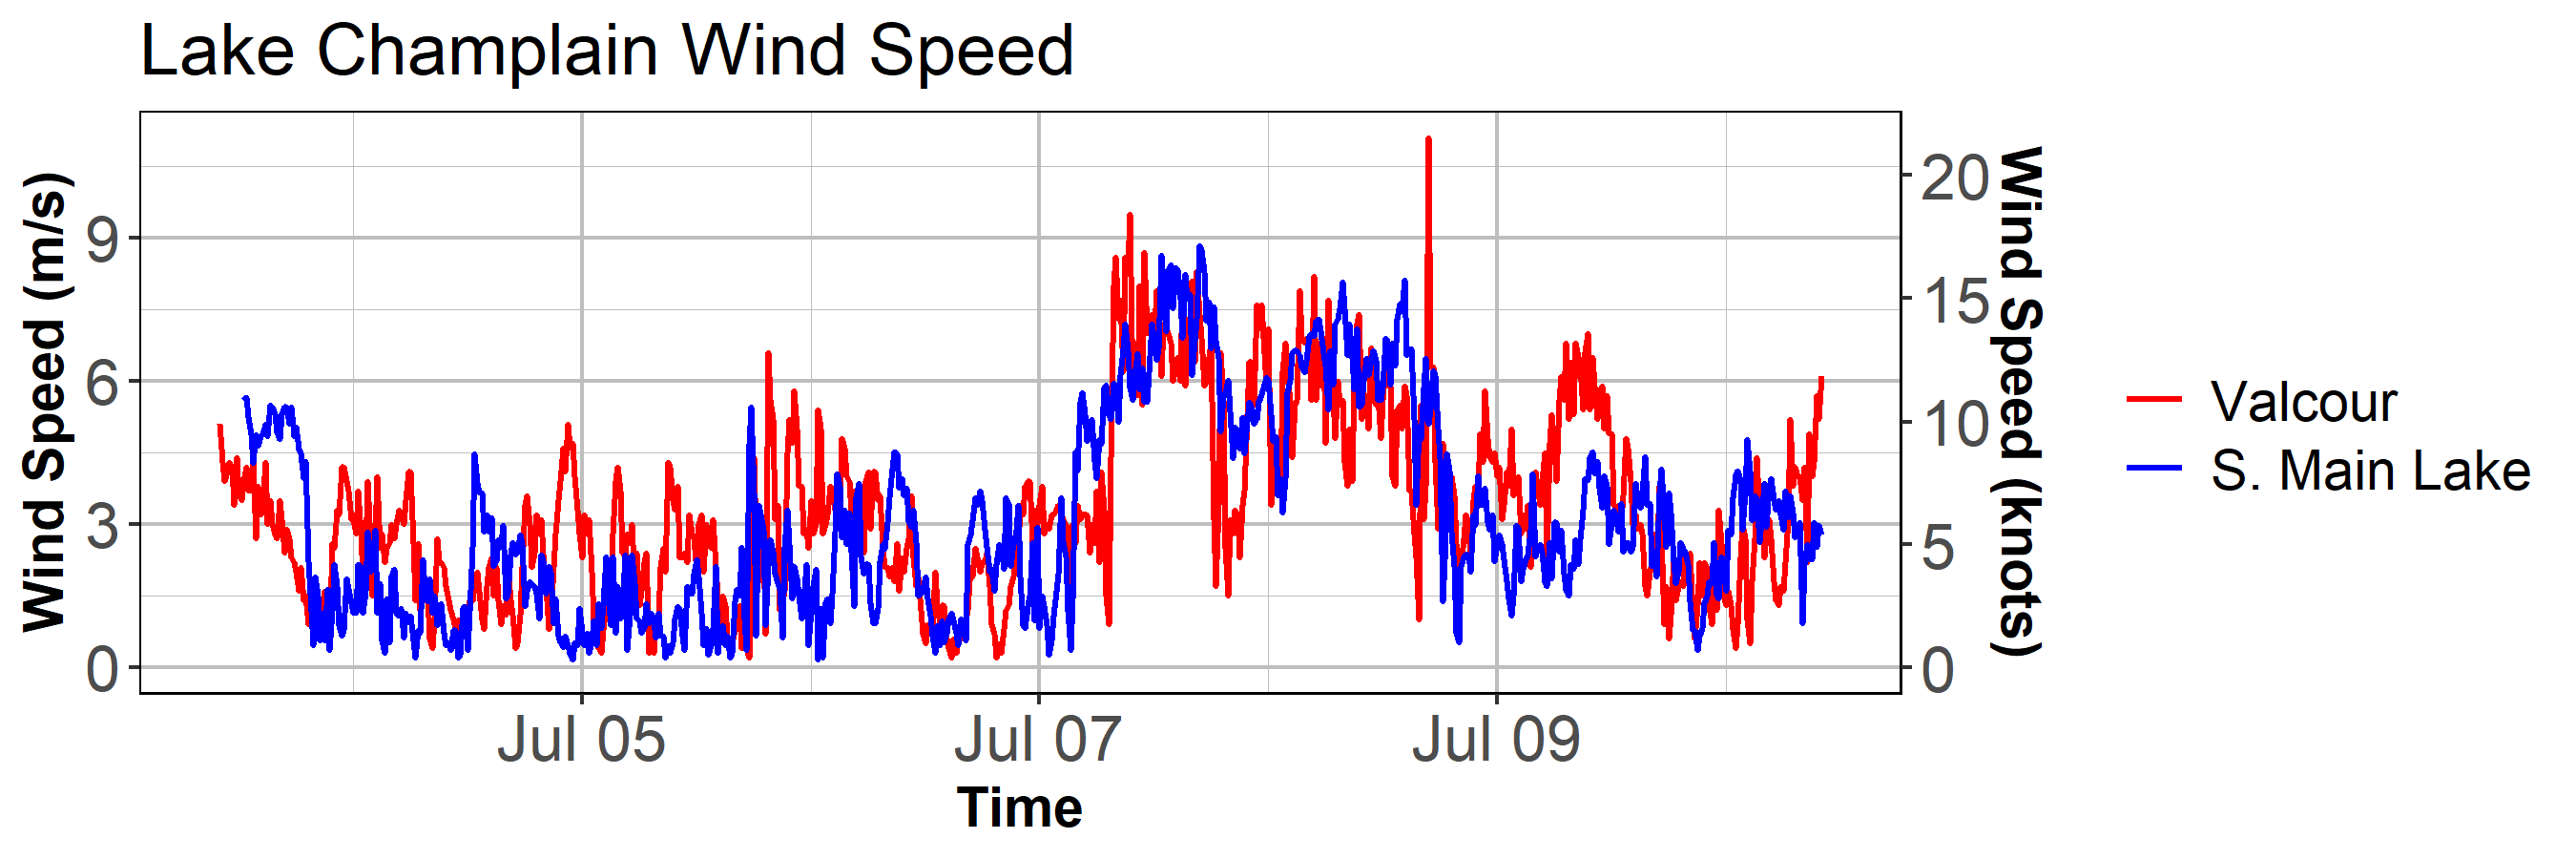 Lake Champlain Wind Speed
Wind Speed (m/s)
9
6
3
0
20
15
10
5
0
Wind Speed (knots)
Jul 05
Jul 07
Jul 09
Time
Valcour
S. Main Lake